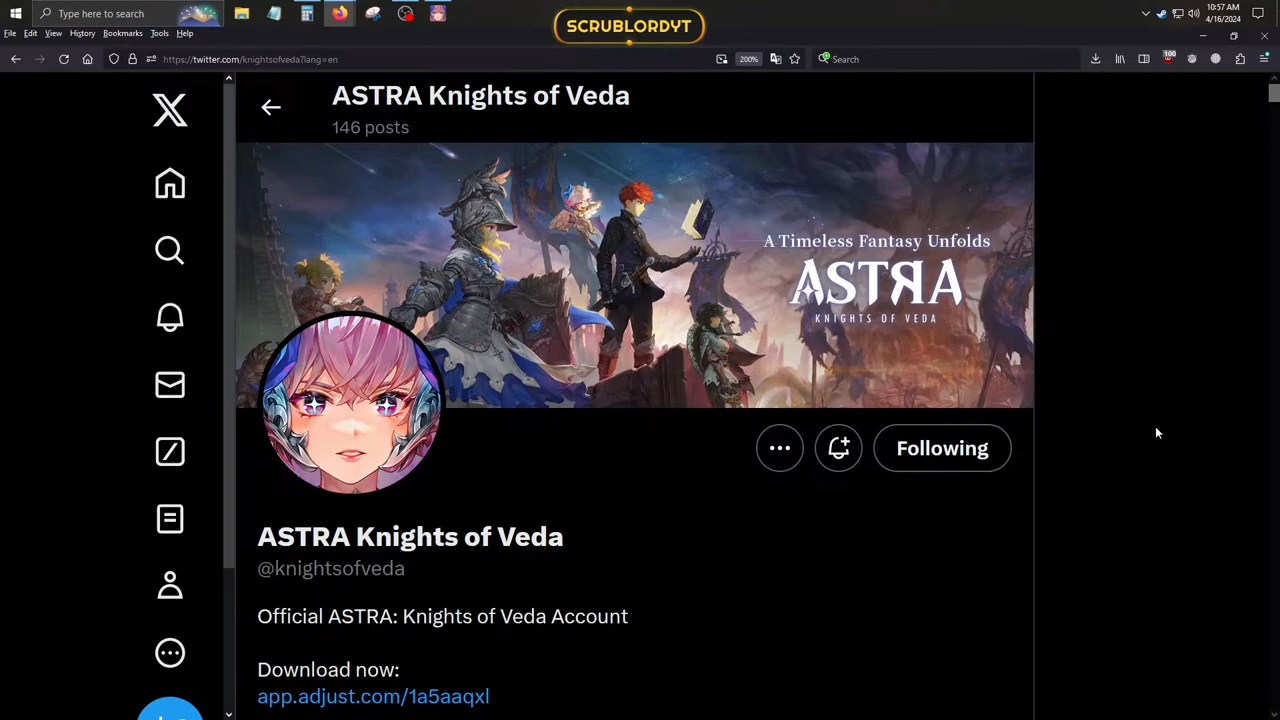 Type here to search
10:57 AM
4/16/2024
SCRUBLORDYT
File Edit View History Bookmarks Tools Help
https://twitter.com/knightsofveda?lang=en
200%
Search
100
ASTRA Knights of Veda
146 posts
A Timeless Fantasy Unfolds
ASTRA
KNIGHTS OF VEDA
Following
ASTRA Knights of Veda
@knightsofveda
Official ASTRA: Knights of Veda Account
Download now:
app.adjust.com/1a5aaqxl